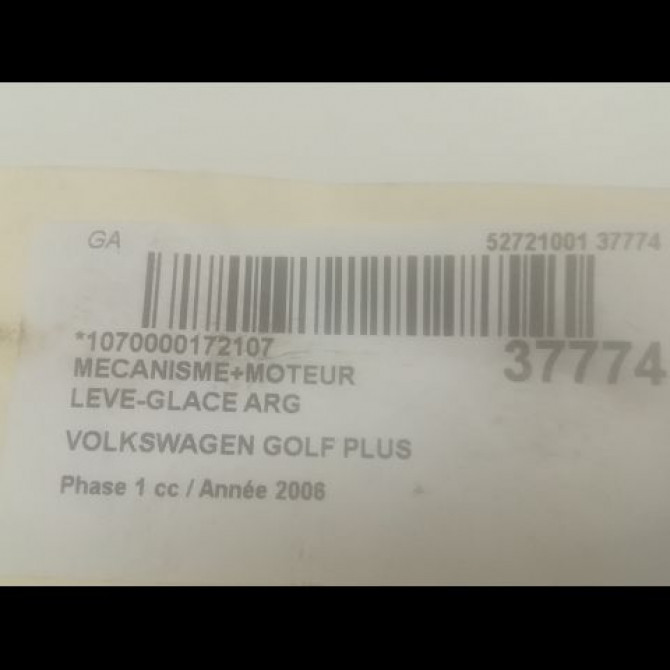 GA
52721001 37774
*1070000172107
37774
MECANISME+MOTEUR
LEVE-GLACE ARG
VOLKSWAGEN GOLF PLUS
Phase 1 cc / Année 2006